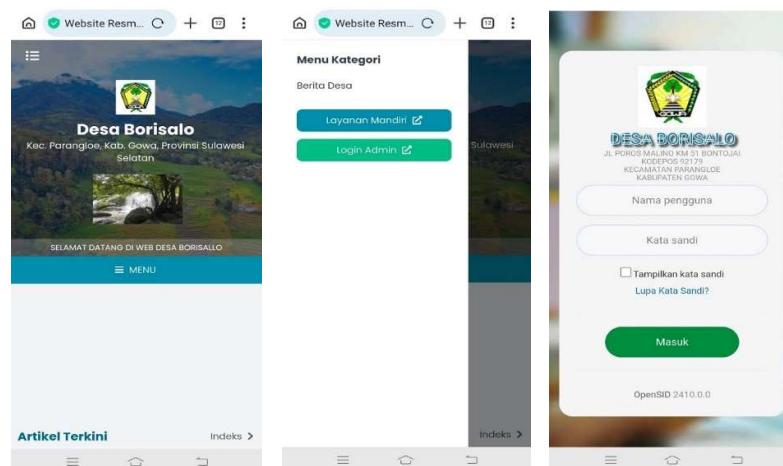 Website Resm...
12
Desa Borisalo
Kec. Parangloe, Kab. Gowa, Provinsi Sulawesi
Selatan
SELAMAT DATANG DI WEB DESA BORISALLO
MENU
Artikel Terkini
Indeks >
Website Resm...
12
Menu Kategori
Berita Desa
Layanan Mandiri
Login Admin
Sulawesi
Indeks >
GOWA
DESA BORISALO
JL POROS MALINO KM 51 BONTOJAI
KODEPOS 92179
KECAMATAN PARANGLOE
KABUPATEN GOWA
Nama pengguna
Kata sandi
Tampilkan kata sandi
Lupa Kata Sandi?
Masuk
OpenSID 2410.0.0